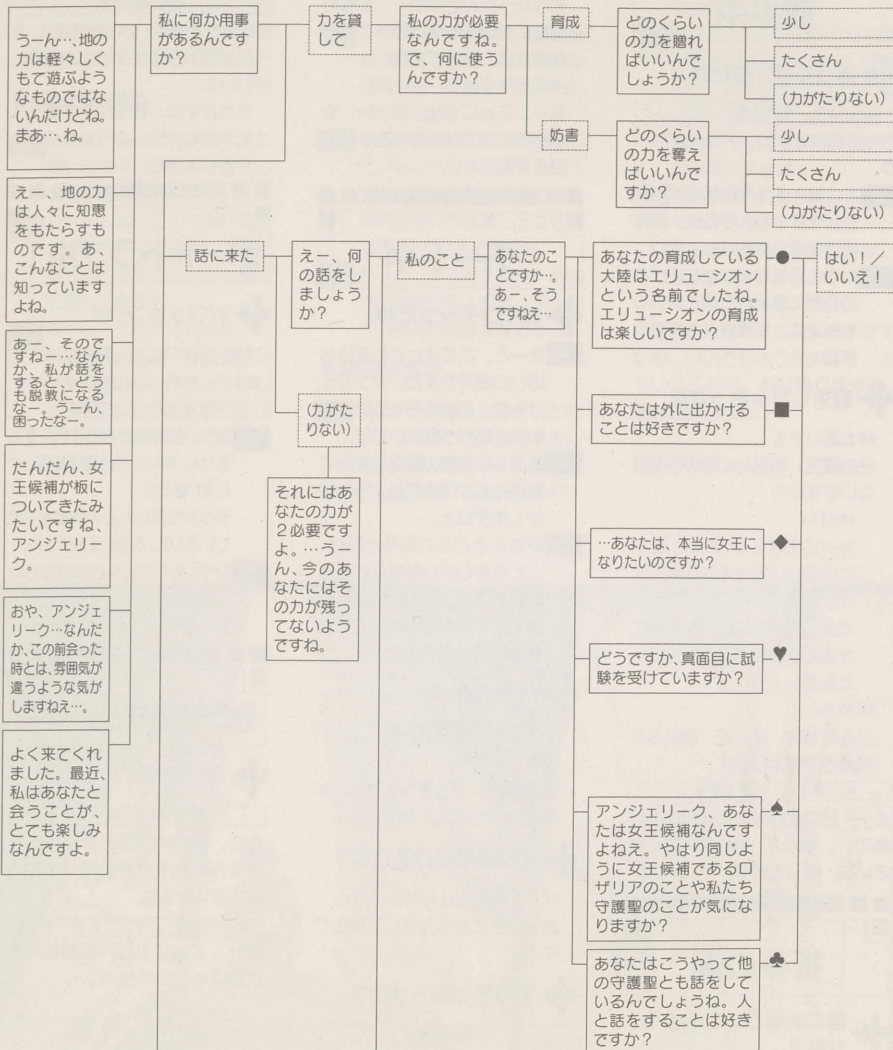 うーん…、地の
力は軽々しく
もて遊ぶよう
なものではな
いんだけどね。
まあ…、ね。
えー、地の力
は人々に知恵
をもたらすも
のです。あ、
こんなことは
知っています
よね。
あー、そので
すねー…なん
か、私が話を
すると、どう
も説教になる
なー。うーん、
困ったなー。
だんだん、女
王候補が板に
ついてきたみ
たいですね、
アンジェリー
ク。
おや、アンジェ
リーク…なんだ
か、この前会った
時とは、雰囲気が
違うような気が
しますねえ…。
よく来てくれ
ました。最近、
私はあなたと
会うことが、
とても楽しみ
なんですよ。
私に何か用事
があるんです
か？
力を貸
して
私の力が必要
なんですね。
で、何に使う
んですか？
育成
どのくらい
の力を贈れ
ばいいんで
しょうか？
少し
たくさん
(力がたりない)
妨害
どのくらい
の力を奪え
ばいいんで
すか？
少し
たくさん
(力がたりない)
話に来た
えー、何
の話をし
ましょう
か？
私のこと
あなたのこ
とですか…。
あー、そう
ですねえ…
あなたの育成している
大陸はエリューシオン
という名前でしたね。
エリューシオンの育成
は楽しいですか？
●
はい！／
いいえ！
あなたは外に出かける
ことは好きですか？
■
…あなたは、本当に女王に
なりたいのですか？
◆
どうですか、真面目に試
験を受けていますか？
♥
アンジェリーク、あな
たは女王候補なんです
よねえ。やはり同じよ
うに女王候補であるロ
ザリアのことや私たち
守護聖のことが気にな
りますか？
♠
あなたはこうやって他
の守護聖とも話をして
いるんでしょうね。人
と話をすることは好き
ですか？
♣
(力がた
りない)
それにはあ
なたの力が
２必要です
よ。…うー
ん、今のあ
なたにはそ
の力が残っ
てないよう
ですね。